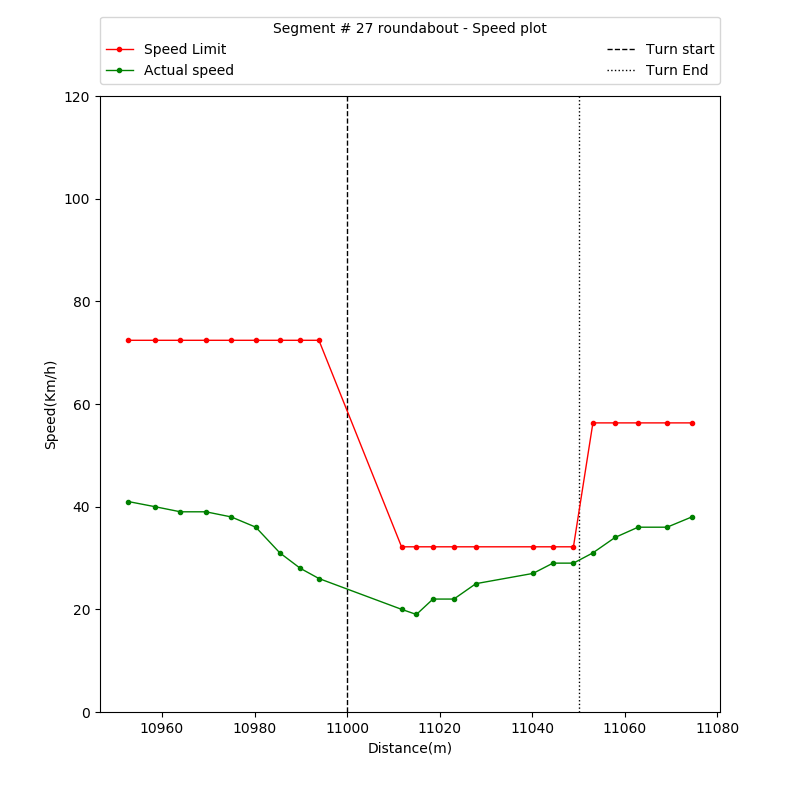 Segment # 27 roundabout - Speed plot
Speed Limit
Actual speed
Turn start
Turn End
120
100
80
60
40
20
0
Speed(Km/h)
10960 10980 11000 11020 11040 11060 11080
Distance(m)